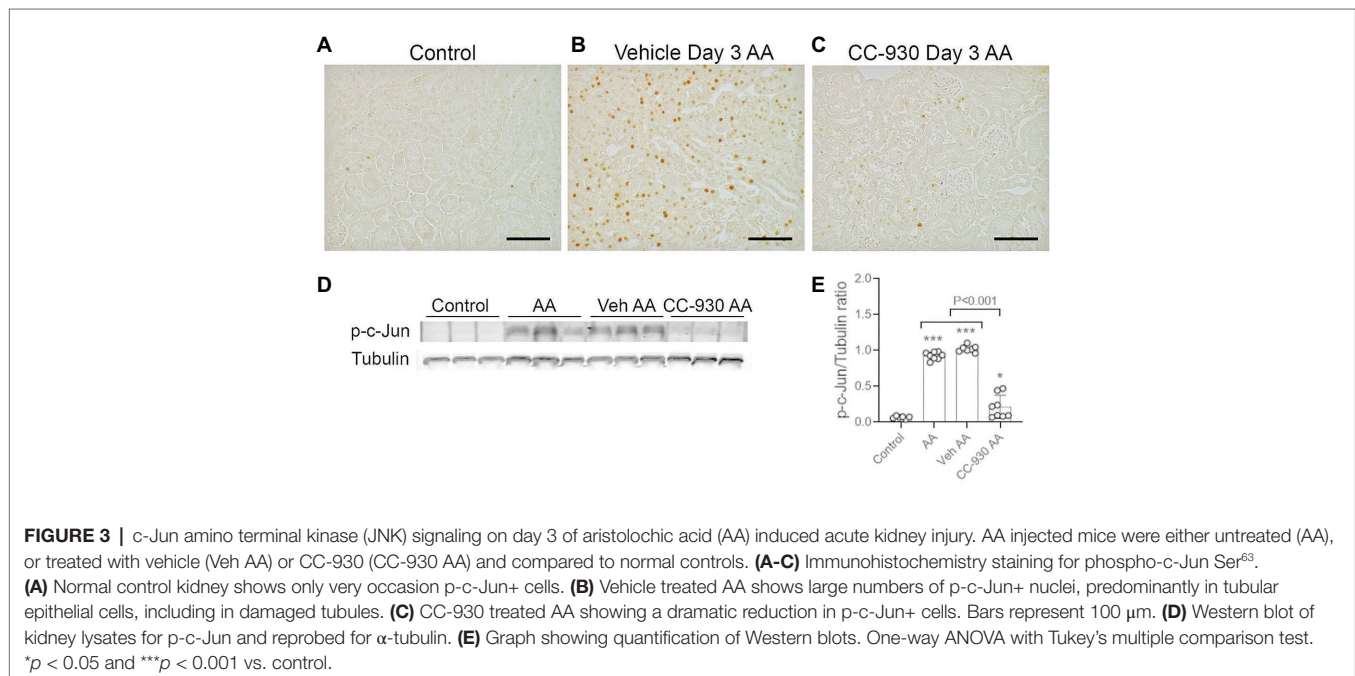 A Control B Vehicle Day 3 AA C CC-930 Day 3 AA
D Control AA Veh AA CC-930 AA
p-c-Jun
Tubulin
E
p-c-Jun/Tubulin ratio
2.0
1.5
1.0
0.5
0.0
P<0.001
***
***
*
Control
AA
Veh AA
CC-930 AA
FIGURE 3 | c-Jun amino terminal kinase (JNK) signaling on day 3 of aristolochic acid (AA) induced acute kidney injury. AA injected mice were either untreated (AA),
or treated with vehicle (Veh AA) or CC-930 (CC-930 AA) and compared to normal controls. (A-C) Immunohistochemistry staining for phospho-c-Jun Ser⁶³.
(A) Normal control kidney shows only very occasion p-c-Jun+ cells. (B) Vehicle treated AA shows large numbers of p-c-Jun+ nuclei, predominantly in tubular
epithelial cells, including in damaged tubules. (C) CC-930 treated AA showing a dramatic reduction in p-c-Jun+ cells. Bars represent 100 μm. (D) Western blot of
kidney lysates for p-c-Jun and reprobed for α-tubulin. (E) Graph showing quantification of Western blots. One-way ANOVA with Tukey's multiple comparison test.
*p < 0.05 and ***p < 0.001 vs. control.